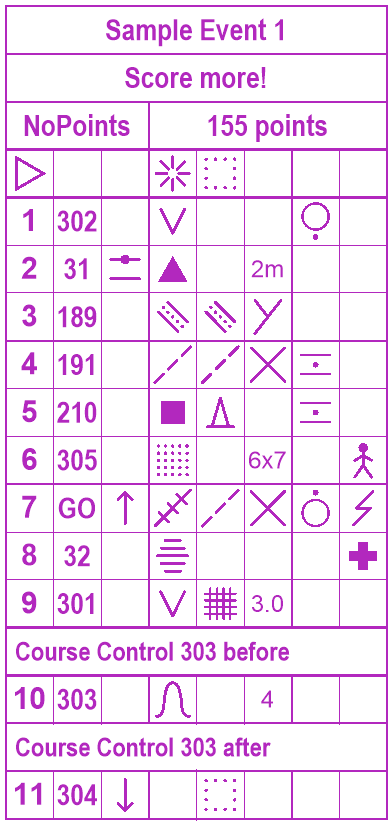 Sample Event 1
Score more!
NoPoints 155 points
1 302
2 31 2m
3 189
4 191
5 210
6 305 6x7
7 GO
8 32
9 301 3.0
Course Control 303 before
10 303 4
Course Control 303 after
11 304